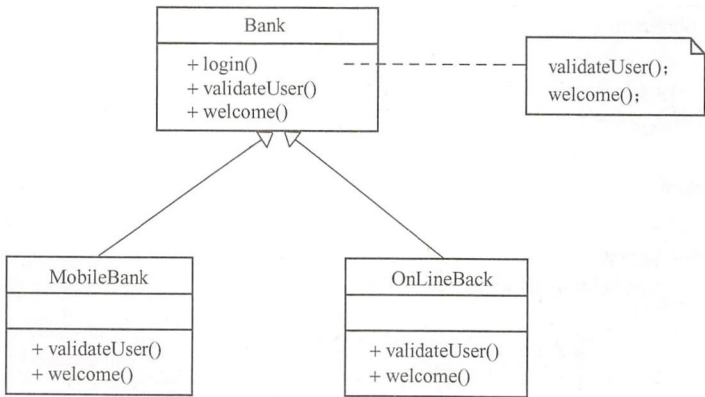 Bank
+ login()
+ validateUser()
+ welcome()
validateUser();
welcome();
MobileBank
+ validateUser()
+ welcome()
OnLineBack
+ validateUser()
+ welcome()